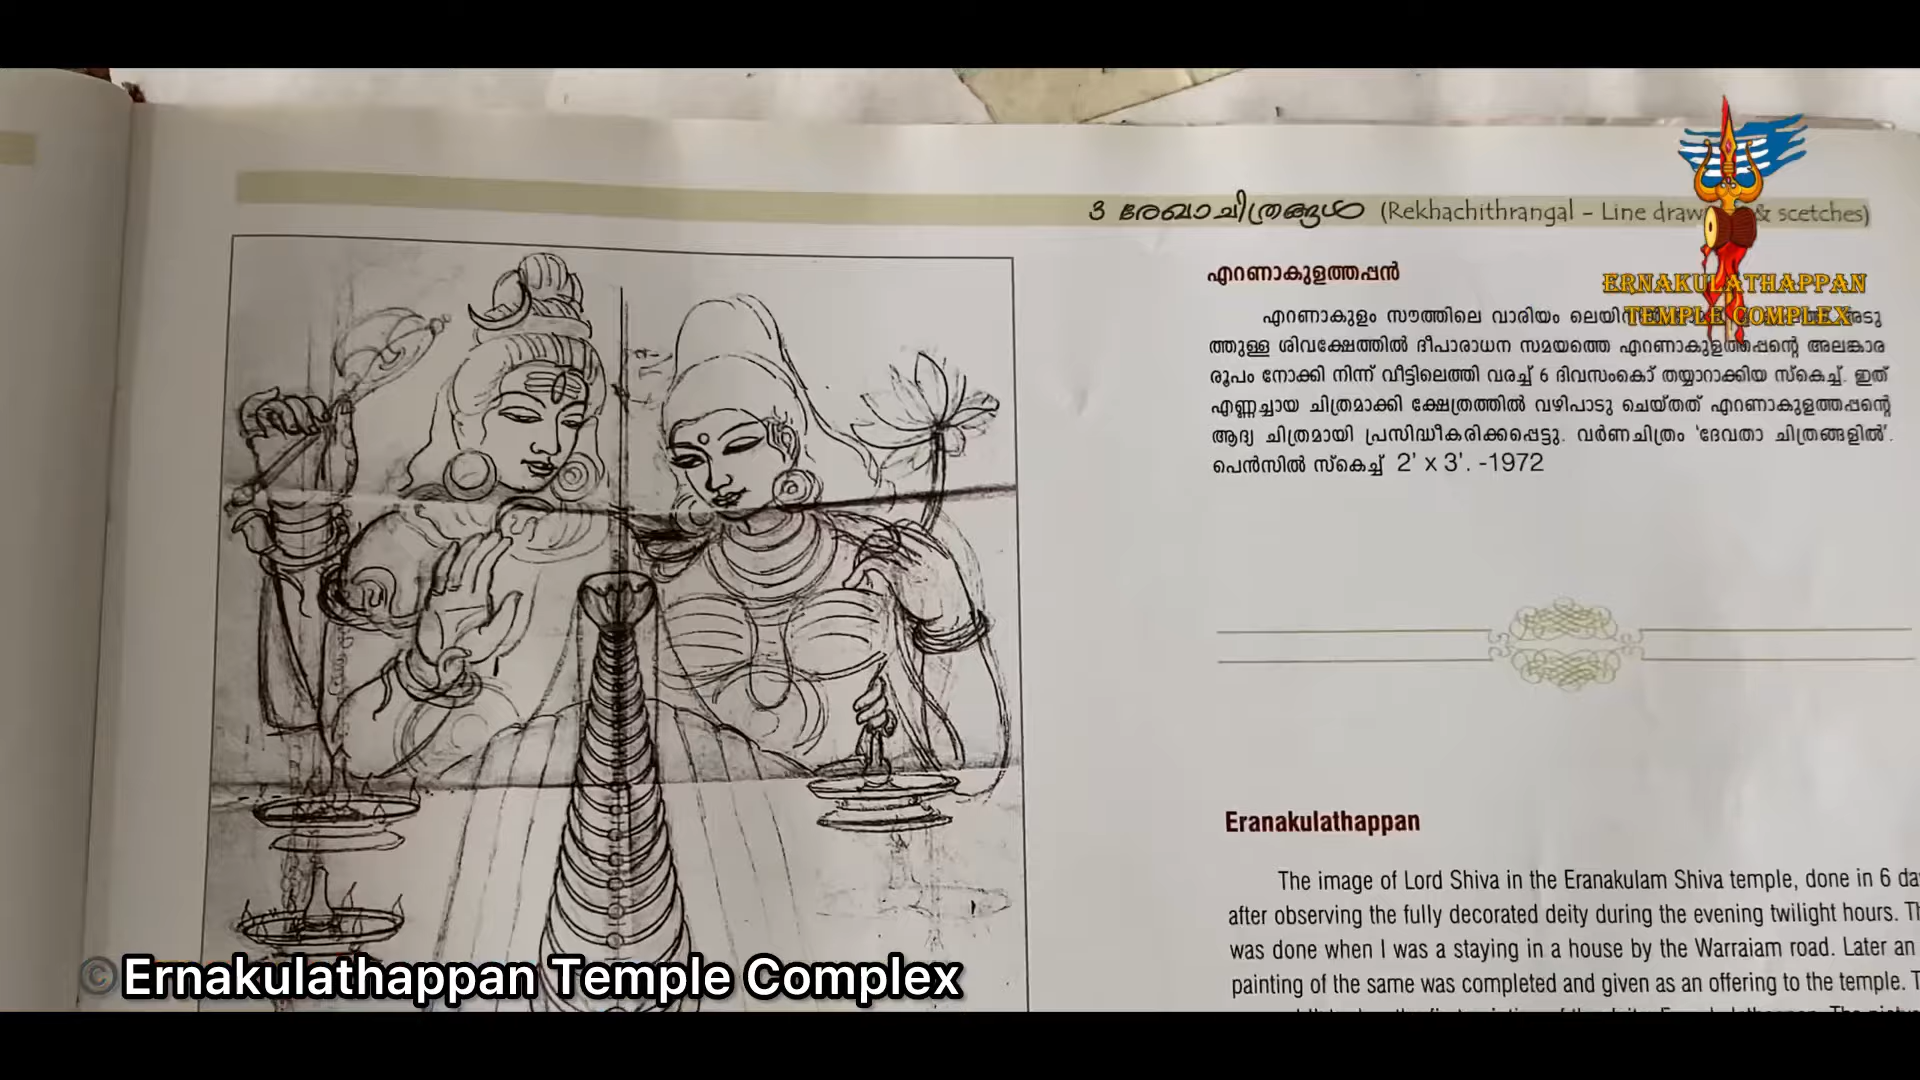 3 രേഖാചിത്രങ്ങൾ (Rekhachithrangal - Line draw & scetches)
എറണാകുളത്തപ്പൻ
എറണാകുളം സൗത്തിലെ വാരിയം ലെയി
ത്തുള്ള ശിവക്ഷേത്തിൽ ദീപാരാധന സമയത്തെ എറണാകുളത്തപ്പന്റെ അലങ്കാര
രൂപം നോക്കി നിന്ന് വീട്ടിലെത്തി വരച്ച് 6 ദിവസംകൊ് തയ്യാറാക്കിയ സ്കെച്ച്. ഇത്
എണ്ണച്ചായ ചിത്രമാക്കി ക്ഷേത്രത്തിൽ വഴിപാടു ചെയ്തത് എറണാകുളത്തപ്പന്റെ
ആദ്യ ചിത്രമായി പ്രസിദ്ധീകരിക്കപ്പെട്ടു. വർണചിത്രം 'ദേവതാ ചിത്രങ്ങളിൽ'.
പെൻസിൽ സ്കെച്ച് 2' x 3'. -1972
ERNAKULATHAPPAN
TEMPLE COMPLEX
Eranakulathappan
The image of Lord Shiva in the Eranakulam Shiva temple, done in 6 da
after observing the fully decorated deity during the evening twilight hours. Th
was done when I was a staying in a house by the Warraiam road. Later an
painting of the same was completed and given as an offering to the temple. T
© Ernakulathappan Temple Complex